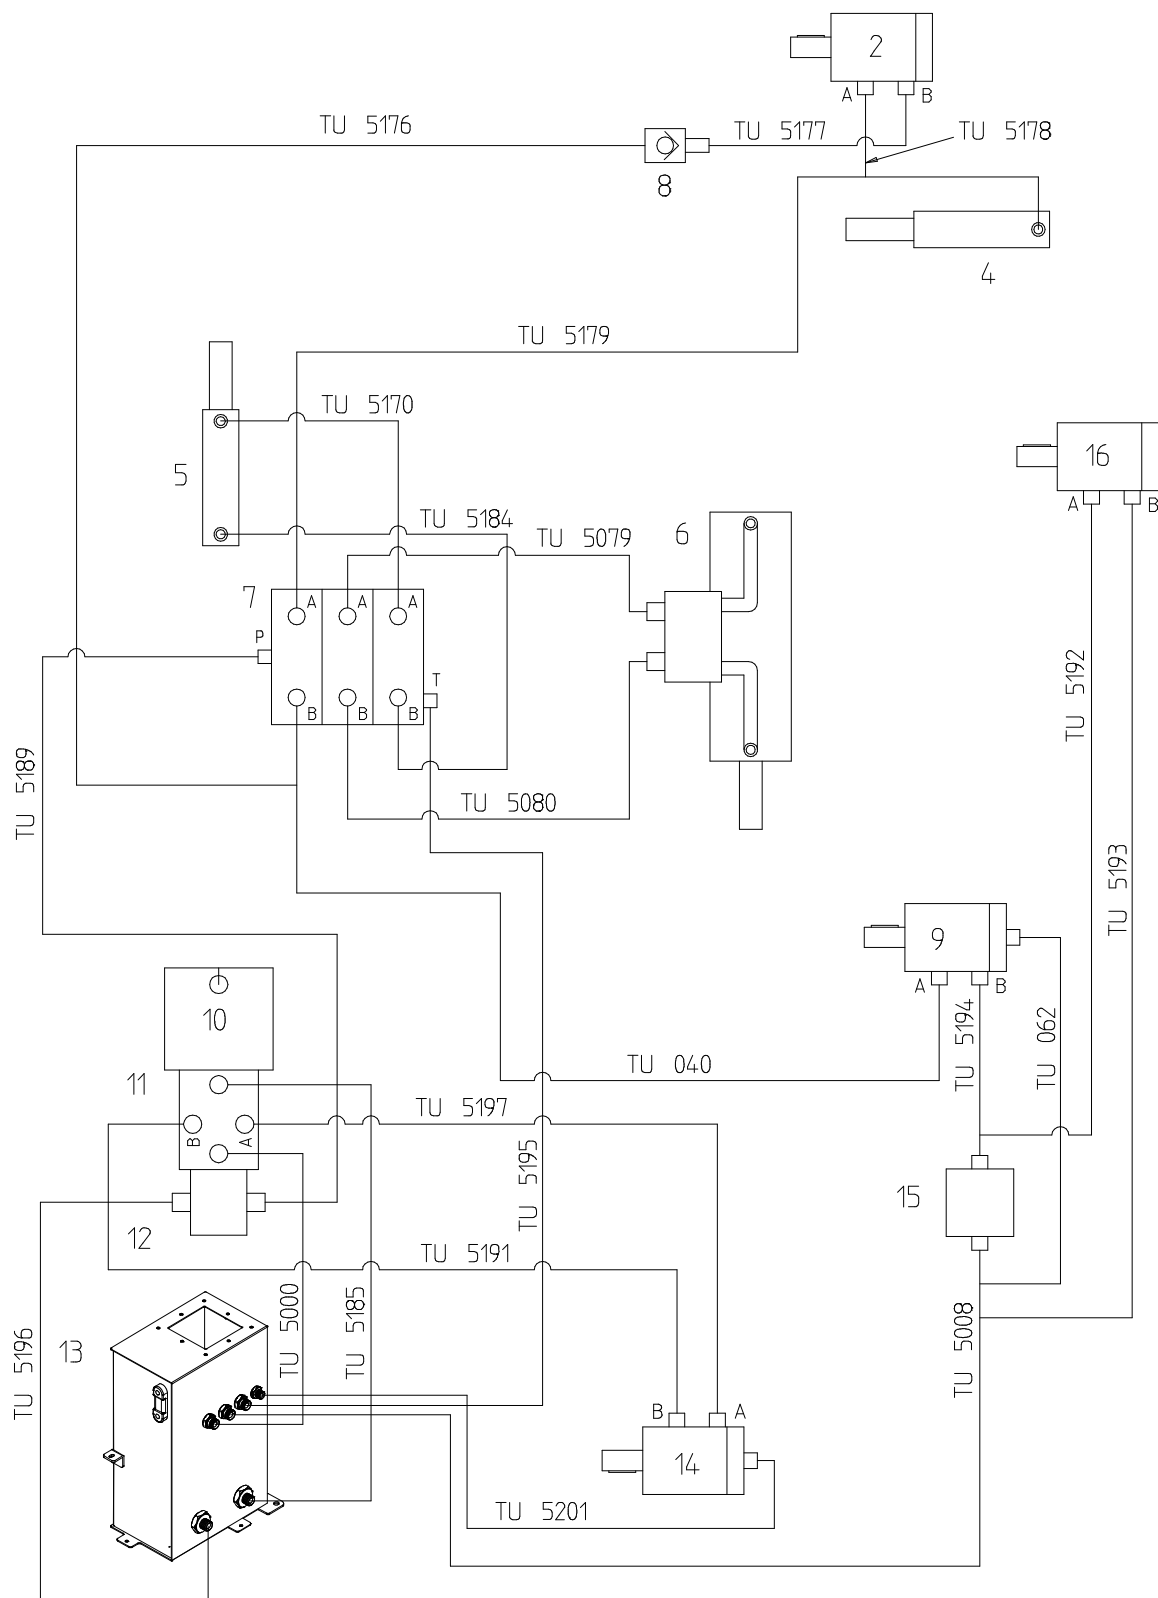 2
A B
TU 5176
TU 5177
TU 5178
8
4
TU 5179
TU 5170
5
16
A B
TU 5184
6
TU 5079
7
A A A
P
T
B B B
TU 5192
TU 5189
TU 5080
TU 5193
9
A B
10
TU 5194
TU 062
TU 040
11
TU 5197
B A
TU 5195
15
12
TU 5191
TU 5000
TU 5185
TU 5008
TU 5196
13
B A
14
TU 5201